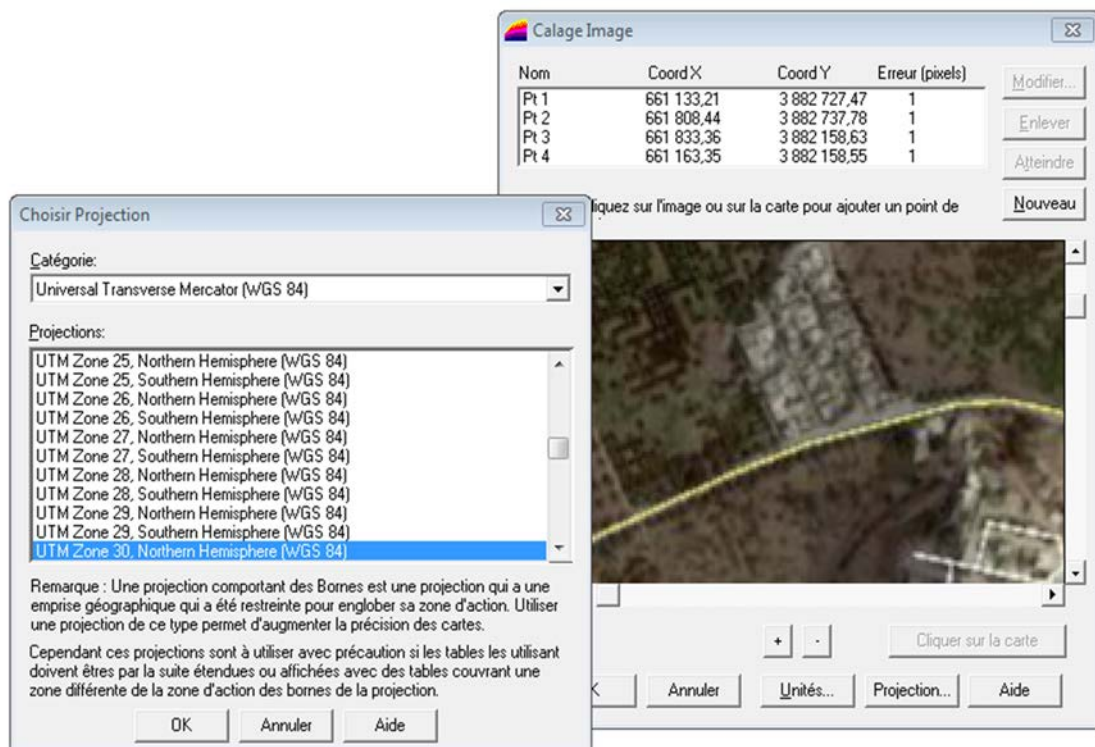 Calage Image
Nom Coord X Coord Y Erreur (pixels)
Pt 1 661 133,21 3 882 727,47 1
Pt 2 661 808,44 3 882 737,78 1
Pt 3 661 833,36 3 882 158,63 1
Pt 4 661 163,35 3 882 158,55 1
Modifier...
Enlever
Atteindre
Nouveau
liquez sur l'image ou sur la carte pour ajouter un point de
+ -
Cliquer sur la carte
K
Annuler
Unités...
Projection...
Aide
Choisir Projection
Catégorie:
Universal Transverse Mercator (WGS 84)
Projections:
UTM Zone 25, Northern Hemisphere (WGS 84)
UTM Zone 25, Southern Hemisphere (WGS 84)
UTM Zone 26, Northern Hemisphere (WGS 84)
UTM Zone 26, Southern Hemisphere (WGS 84)
UTM Zone 27, Northern Hemisphere (WGS 84)
UTM Zone 27, Southern Hemisphere (WGS 84)
UTM Zone 28, Northern Hemisphere (WGS 84)
UTM Zone 28, Southern Hemisphere (WGS 84)
UTM Zone 29, Northern Hemisphere (WGS 84)
UTM Zone 29, Southern Hemisphere (WGS 84)
UTM Zone 30, Northern Hemisphere (WGS 84)
Remarque : Une projection comportant des Bornes est une projection qui a une
emprise géographique qui a été restreinte pour englober sa zone d'action. Utiliser
une projection de ce type permet d'augmenter la précision des cartes.
Cependant ces projections sont à utiliser avec précaution si les tables les utilisant
doivent êtres par la suite étendues ou affichées avec des tables couvrant une
zone différente de la zone d'action des bornes de la projection.
OK
Annuler
Aide